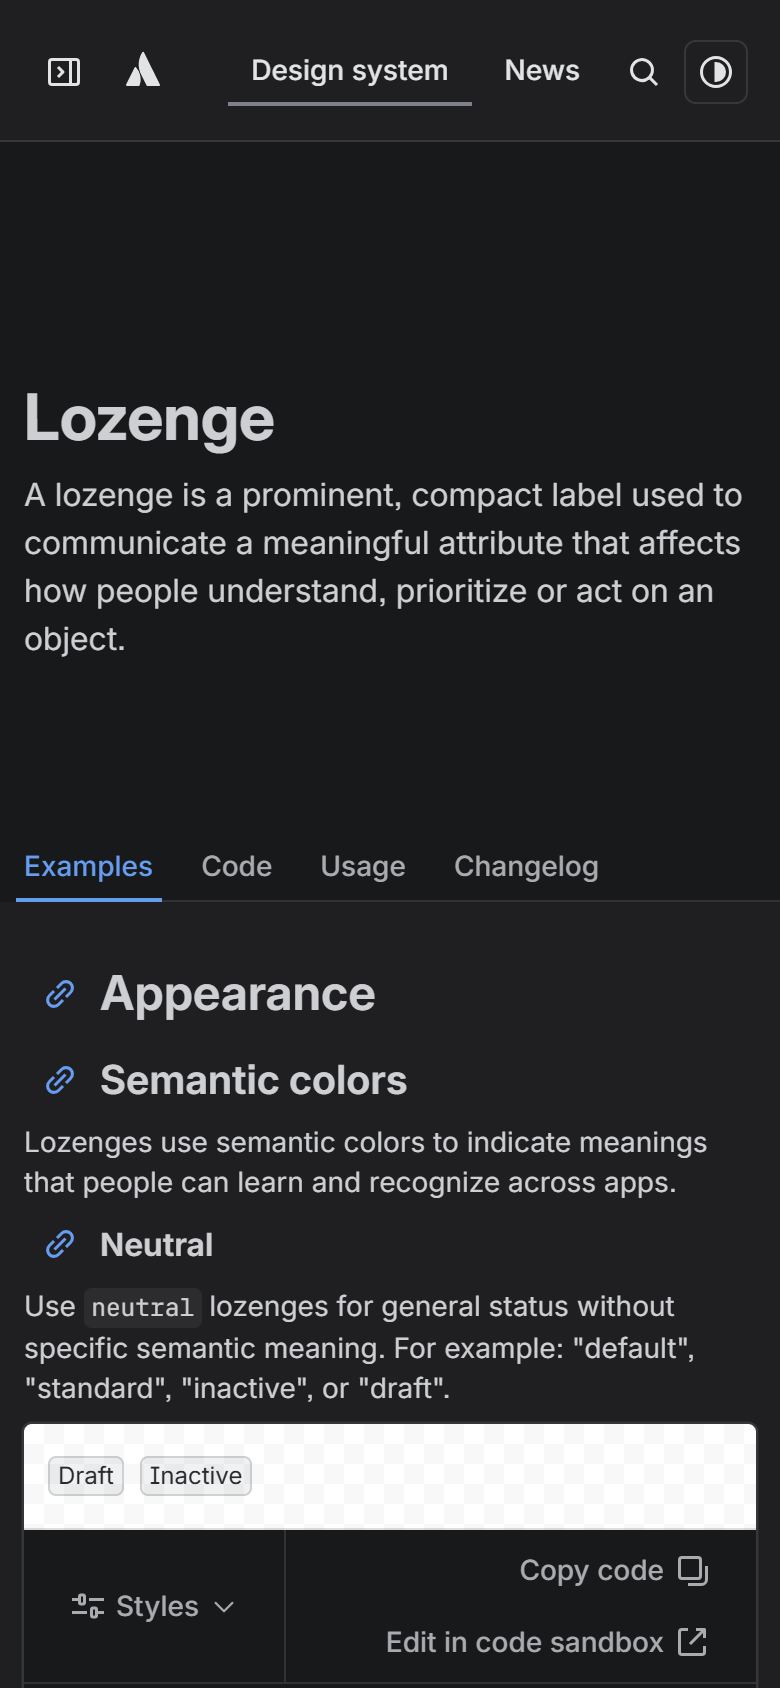 Design system News
Lozenge
A lozenge is a prominent, compact label used to
communicate a meaningful attribute that affects
how people understand, prioritize or act on an
object.
Examples Code Usage Changelog
Appearance
Semantic colors
Lozenges use semantic colors to indicate meanings
that people can learn and recognize across apps.
Neutral
Use neutral lozenges for general status without
specific semantic meaning. For example: "default",
"standard", "inactive", or "draft".
Draft Inactive
Styles
Copy code
Edit in code sandbox